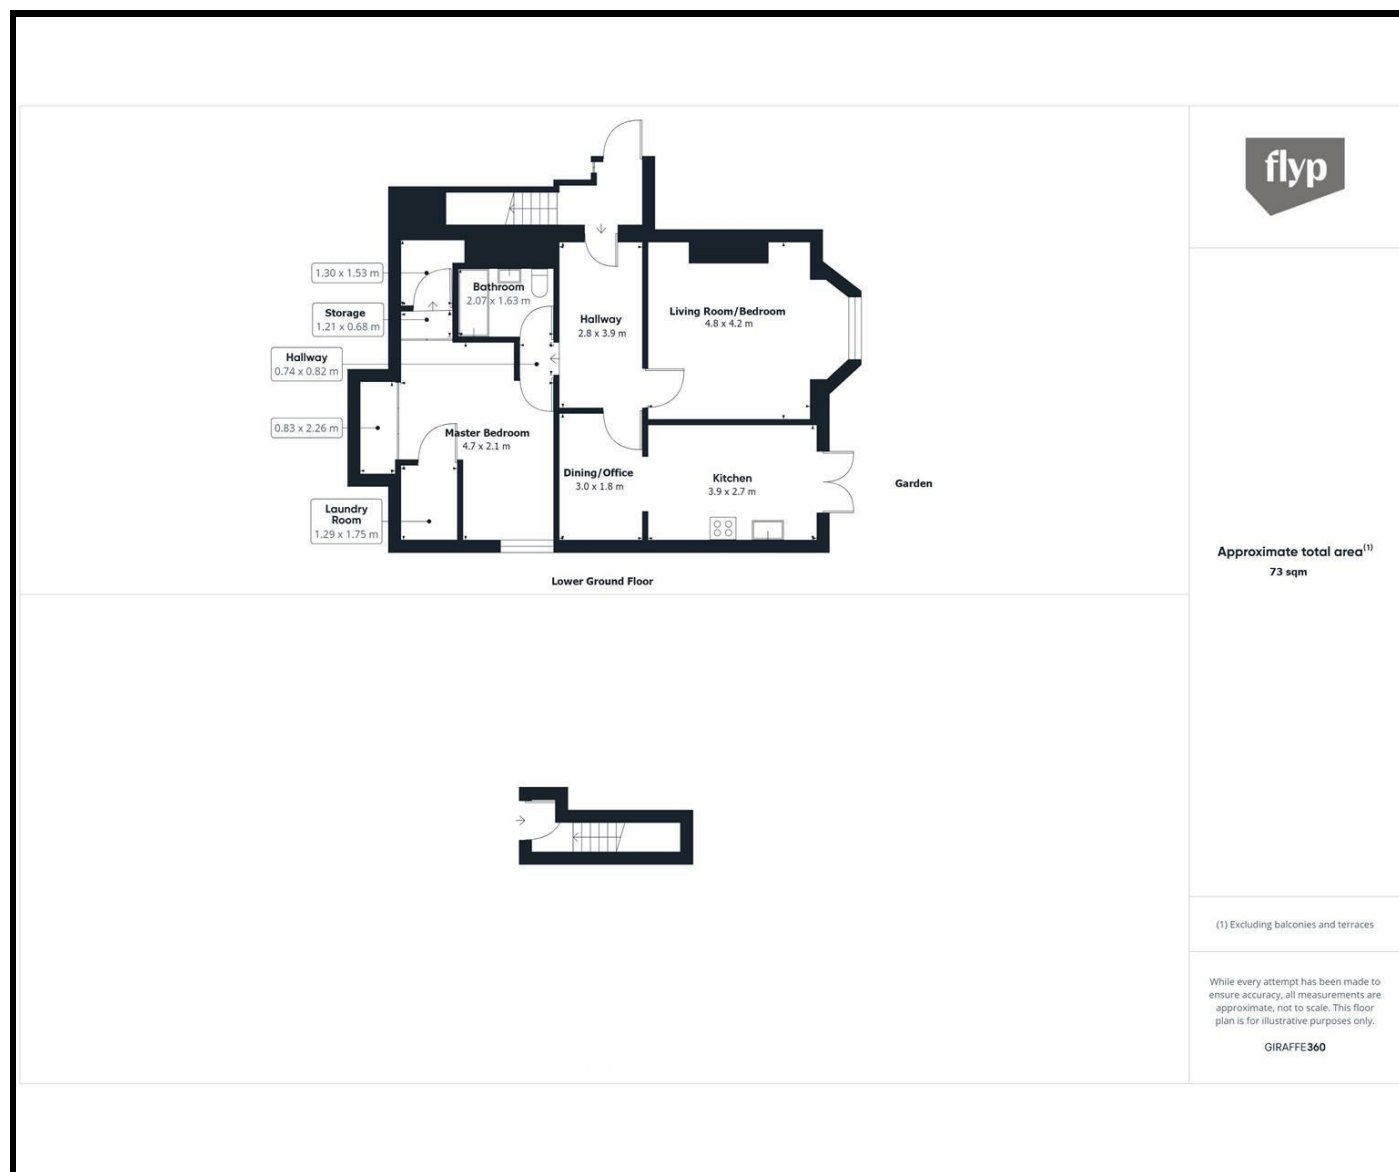 flyp
1.30 x 1.53 m
Storage
1.21 x 0.68 m
Hallway
0.74 x 0.82 m
0.83 x 2.26 m
Laundry
Room
1.29 x 1.75 m
Bathroom
2.07 x 1.63 m
Hallway
2.8 x 3.9 m
Living Room/Bedroom
4.8 x 4.2 m
Master Bedroom
4.7 x 2.1 m
Dining/Office
3.0 x 1.8 m
Kitchen
3.9 x 2.7 m
Garden
Lower Ground Floor
Approximate total area(1)
73 sqm
(1) Excluding balconies and terraces
While every attempt has been made to
ensure accuracy, all measurements are
approximate, not to scale. This floor
plan is for illustrative purposes only.
GIRAFFE360